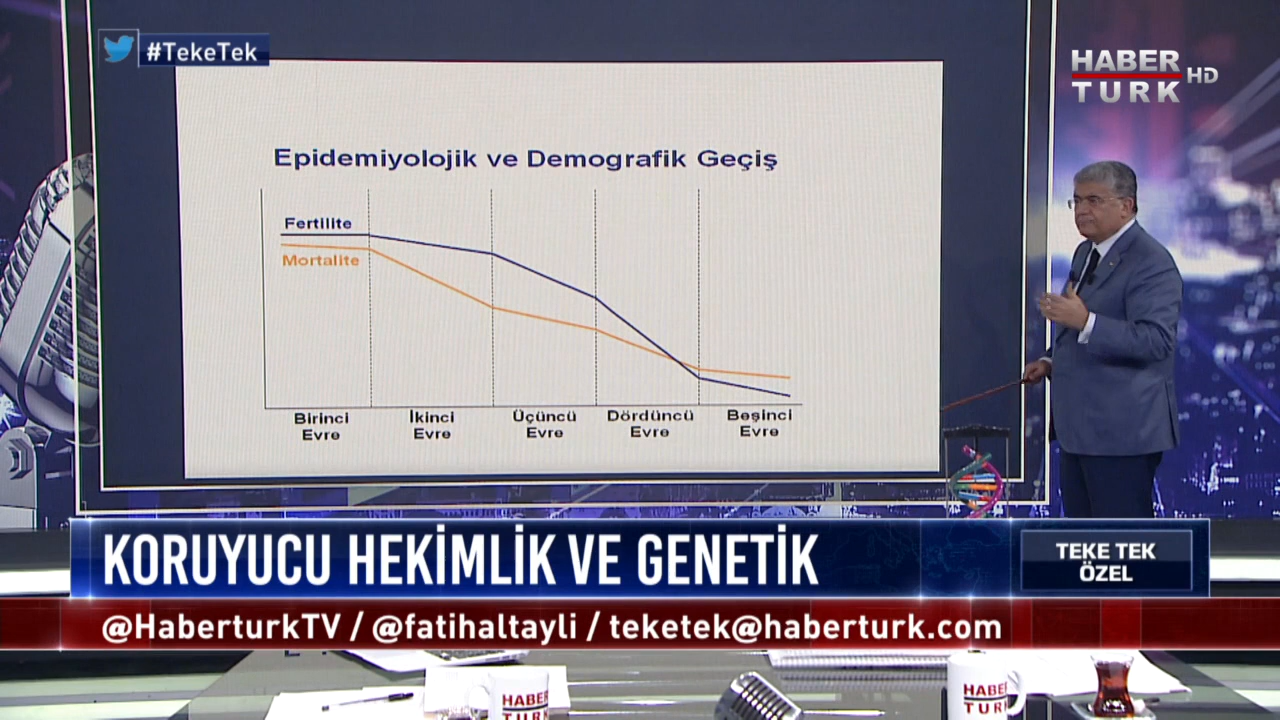 #TekeTek
HABER
TURK HD
Epidemiyolojik ve Demografik Geçiş
Fertilite
Mortalite
Birinci
Evre
İkinci
Evre
Üçüncü
Evre
Dördüncü
Evre
Beşinci
Evre
KORUYUCU HEKİMLİK VE GENETİK
TEKE TEK
ÖZEL
@HaberturkTV / @fatihaltayli / teketek@haberturk.com
HABER
TURK
HABER
TURK